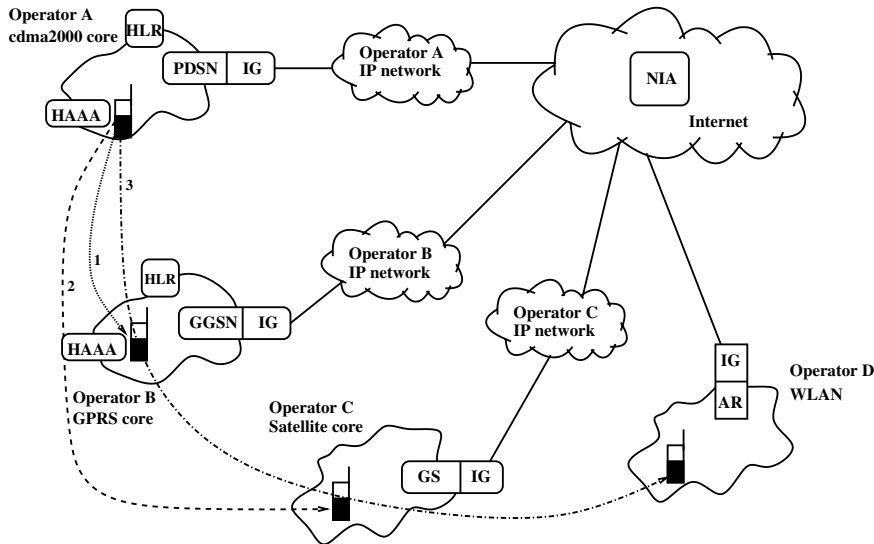 Operator A
cdma2000 core
HLR
PDSN
IG
HAAA
Operator A
IP network
NIA
Internet
3
1
2
HLR
GGSN
IG
HAAA
Operator B
GPRS core
Operator B
IP network
Operator C
IP network
Operator C
Satellite core
GS
IG
IG
AR
Operator D
WLAN